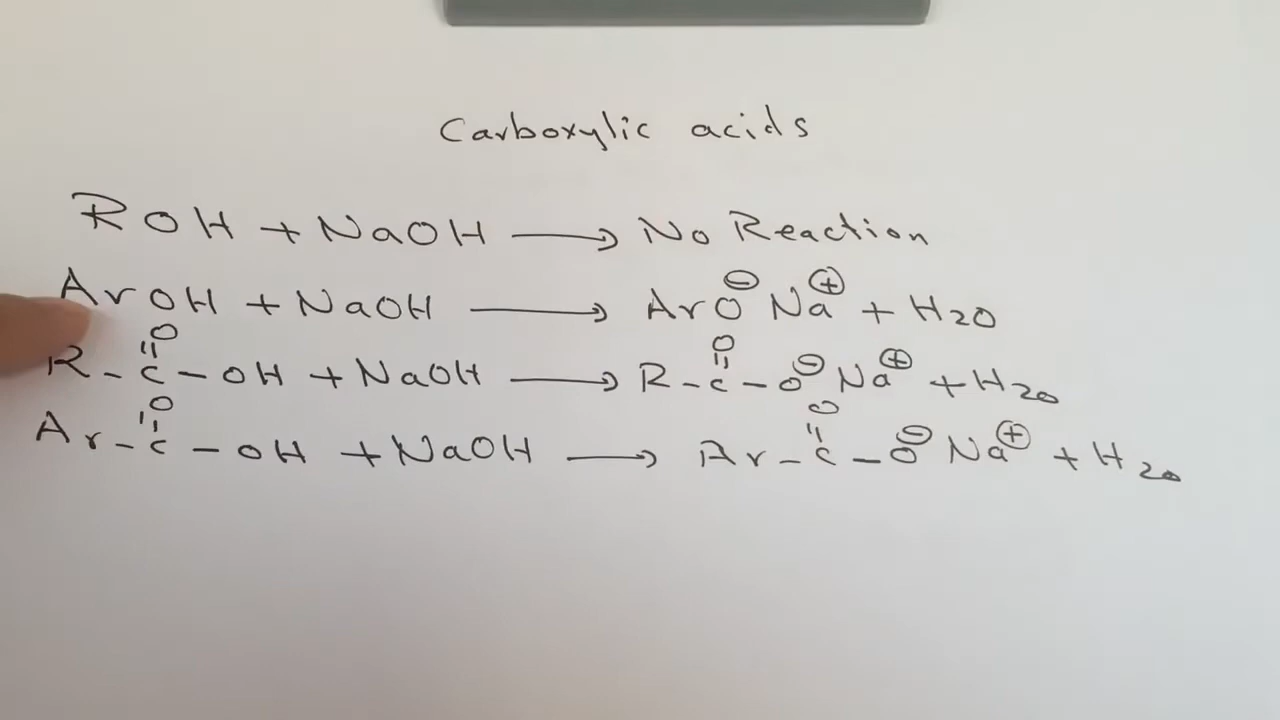 Carboxylic acids
ROH + NaOH ⟶ No Reaction
ArOH + NaOH ⟶ ArO⊖ Na⊕ + H2O
R-C(=O)-OH + NaOH ⟶ R-C(=O)-O⊖ Na⊕ + H2O
Ar-C(=O)-OH + NaOH ⟶ Ar-C(=O)-O⊖ Na⊕ + H2O